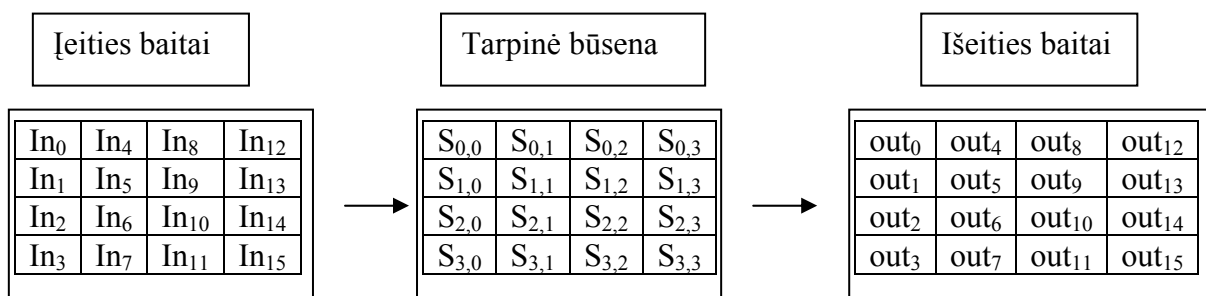 Įeities baitai Tarpinė būsena Išeities baitai
In₀ In₄ In₈ In₁₂ S₀,₀ S₀,₁ S₀,₂ S₀,₃ out₀ out₄ out₈ out₁₂
In₁ In₅ In₉ In₁₃ S₁,₀ S₁,₁ S₁,₂ S₁,₃ out₁ out₅ out₉ out₁₃
In₂ In₆ In₁₀ In₁₄ S₂,₀ S₂,₁ S₂,₂ S₂,₃ out₂ out₆ out₁₀ out₁₄
In₃ In₇ In₁₁ In₁₅ S₃,₀ S₃,₁ S₃,₂ S₃,₃ out₃ out₇ out₁₁ out₁₅